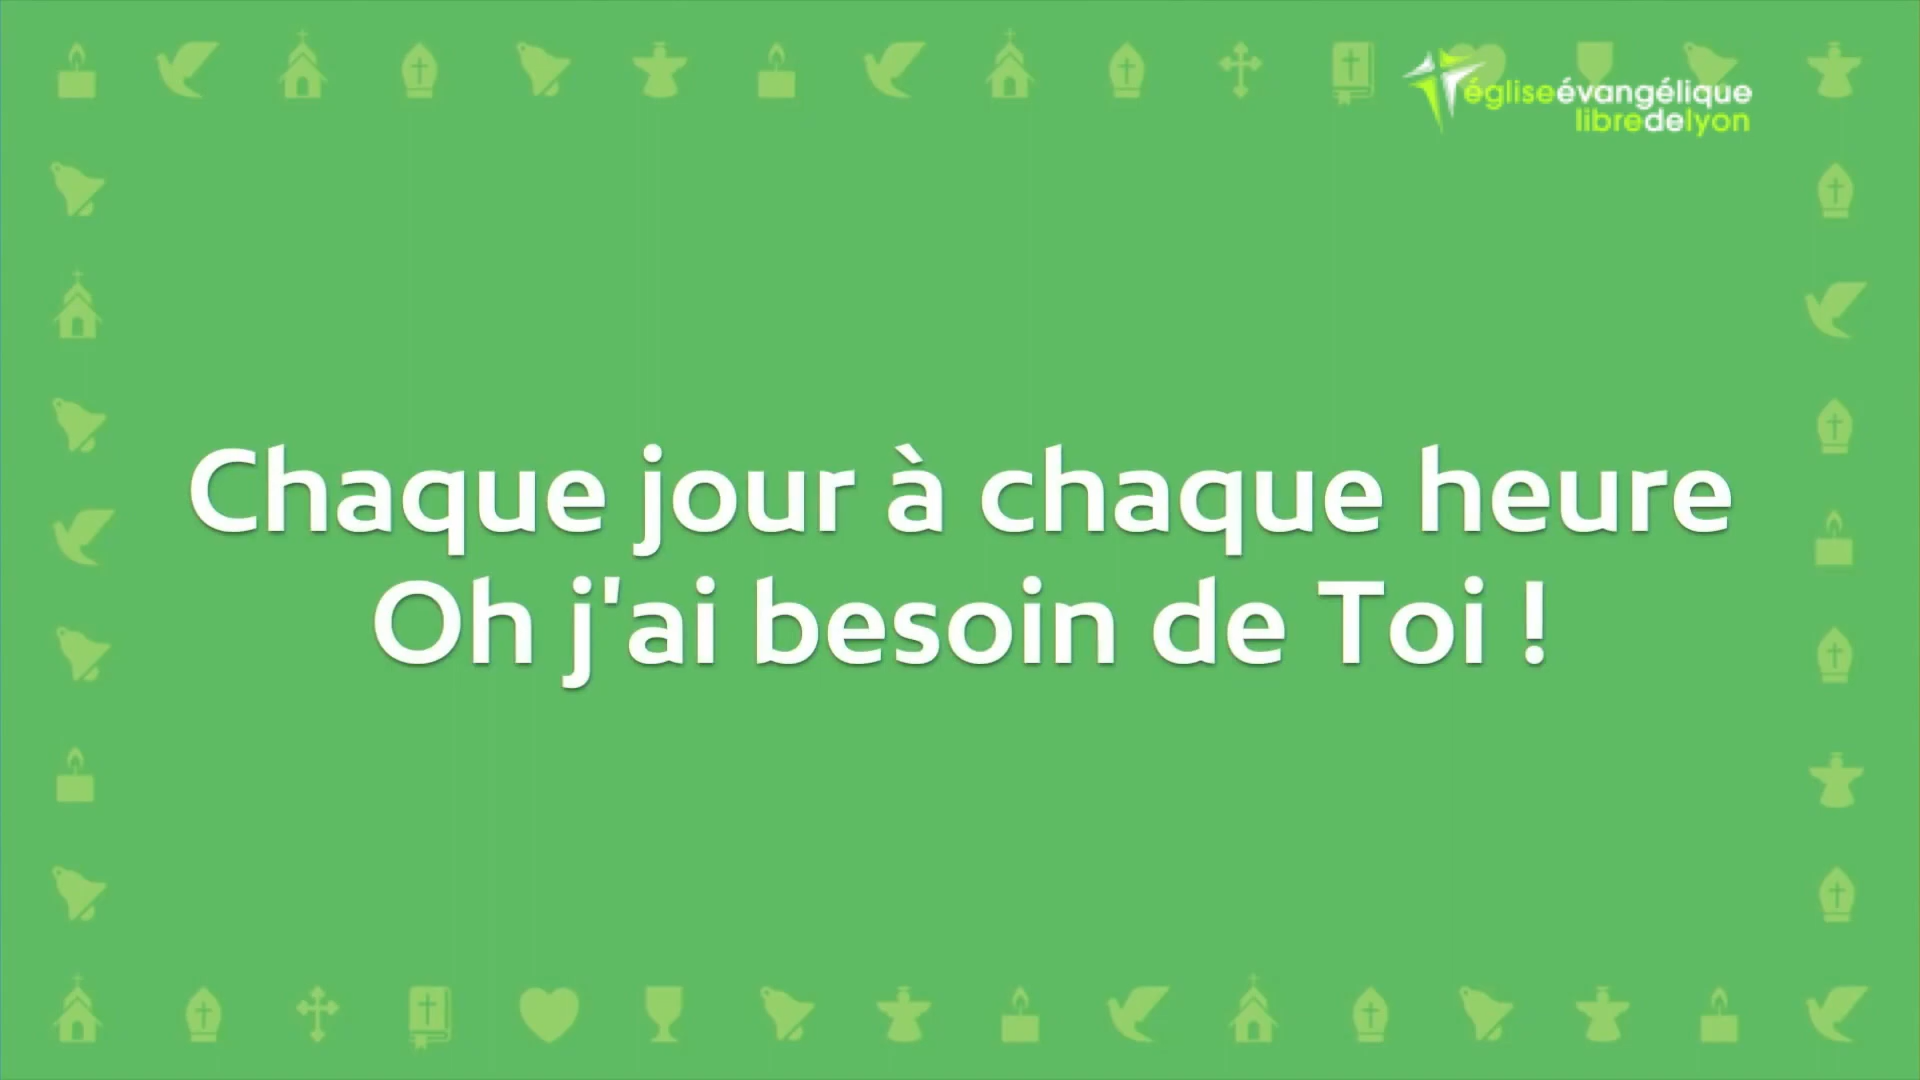 égliseévangélique
libredelyon
Chaque jour à chaque heure
Oh j'ai besoin de Toi !